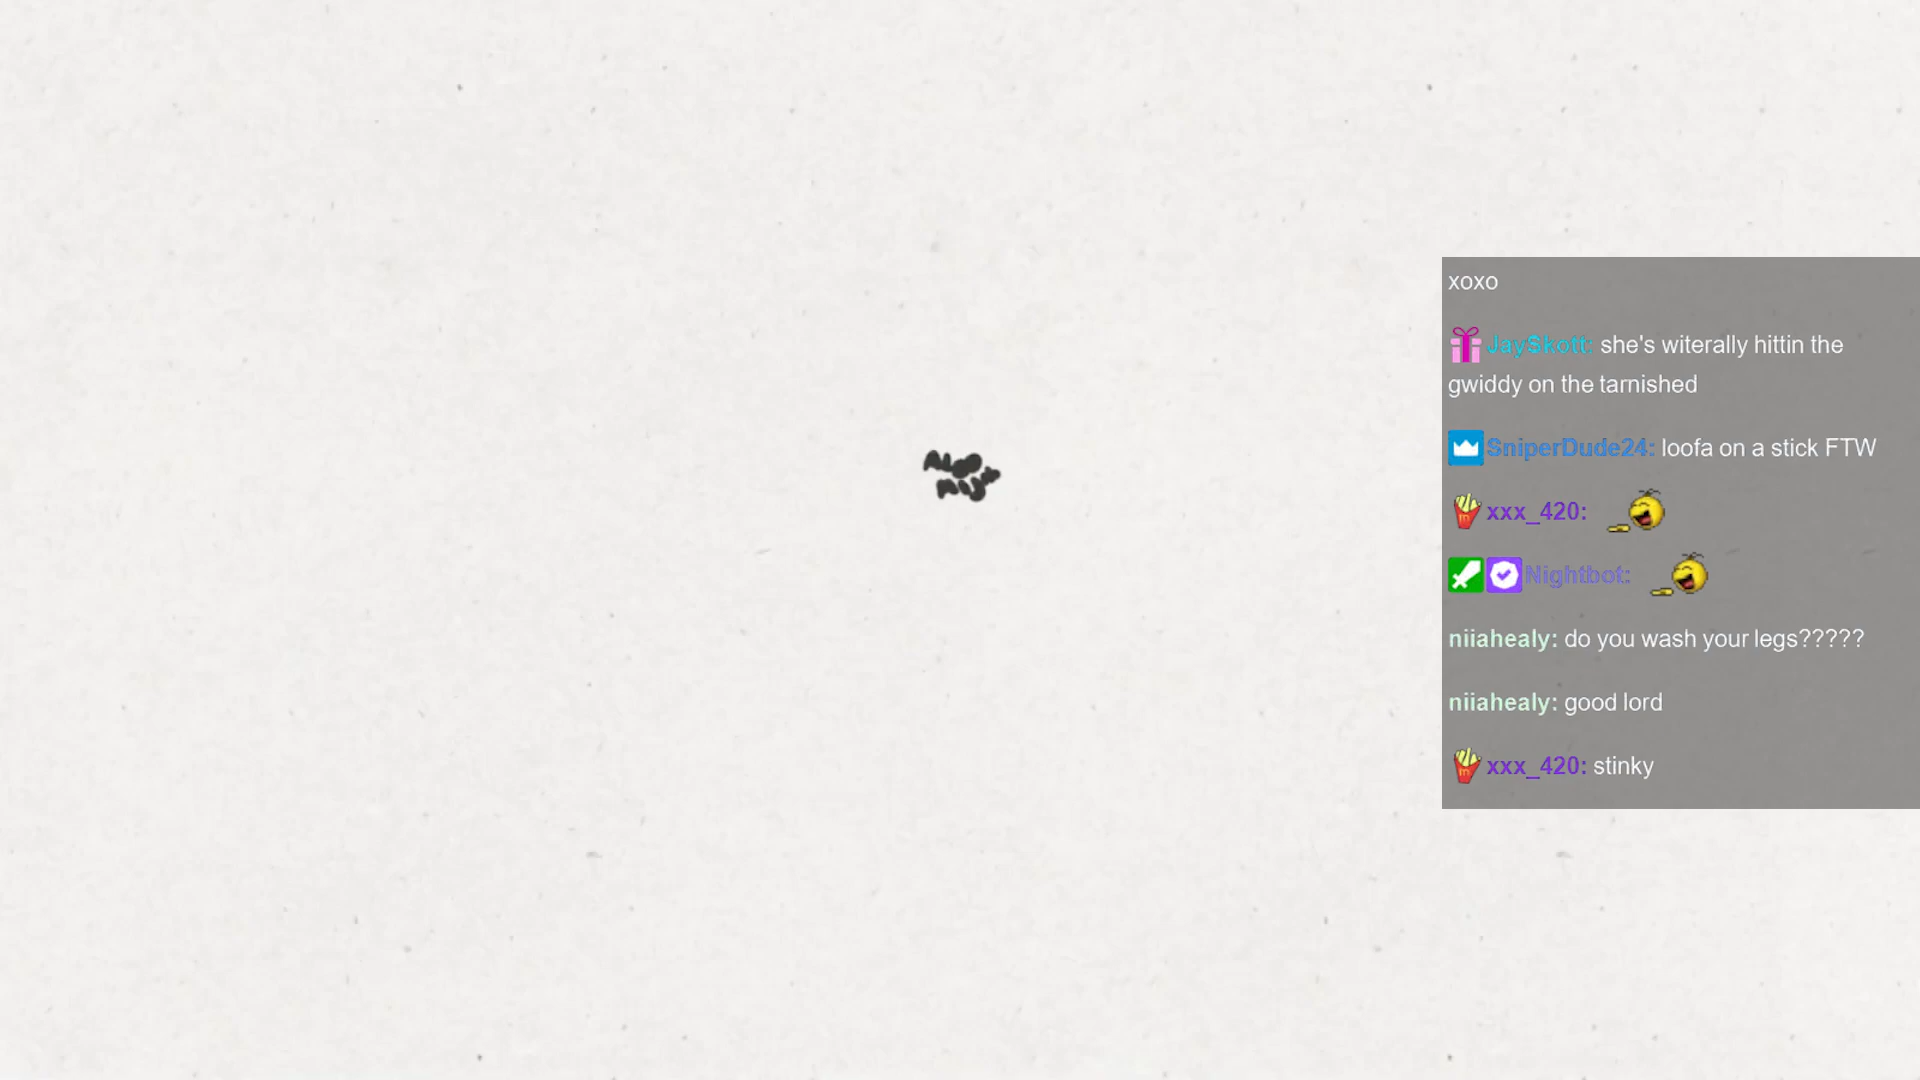 xoxo
JaySkott: she's witerally hittin the
gwiddy on the tarnished
SniperDude24: loofa on a stick FTW
xxx_420:
Nightbot:
niiahealy: do you wash your legs?????
niiahealy: good lord
xxx_420: stinky